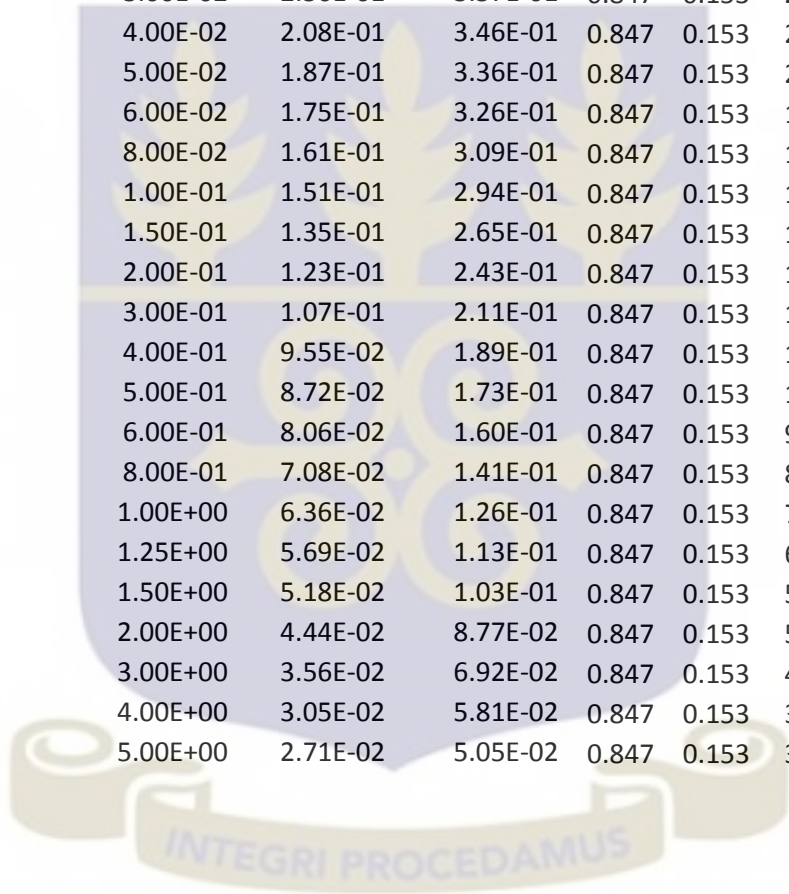 4.00E-02 2.08E-01 3.46E-01 0.847 0.153
5.00E-02 1.87E-01 3.36E-01 0.847 0.153
6.00E-02 1.75E-01 3.26E-01 0.847 0.153
8.00E-02 1.61E-01 3.09E-01 0.847 0.153
1.00E-01 1.51E-01 2.94E-01 0.847 0.153
1.50E-01 1.35E-01 2.65E-01 0.847 0.153
2.00E-01 1.23E-01 2.43E-01 0.847 0.153
3.00E-01 1.07E-01 2.11E-01 0.847 0.153
4.00E-01 9.55E-02 1.89E-01 0.847 0.153
5.00E-01 8.72E-02 1.73E-01 0.847 0.153
6.00E-01 8.06E-02 1.60E-01 0.847 0.153
8.00E-01 7.08E-02 1.41E-01 0.847 0.153
1.00E+00 6.36E-02 1.26E-01 0.847 0.153
1.25E+00 5.69E-02 1.13E-01 0.847 0.153
1.50E+00 5.18E-02 1.03E-01 0.847 0.153
2.00E+00 4.44E-02 8.77E-02 0.847 0.153
3.00E+00 3.56E-02 6.92E-02 0.847 0.153
4.00E+00 3.05E-02 5.81E-02 0.847 0.153
5.00E+00 2.71E-02 5.05E-02 0.847 0.153
INTEGRI PROCEDAMUS